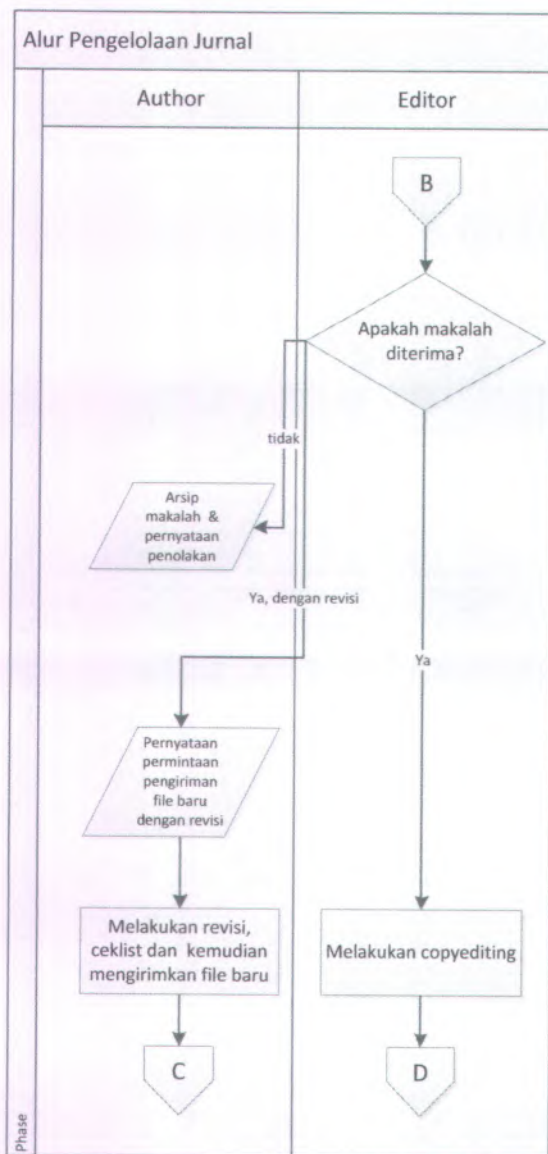 Alur Pengelolaan Jurnal
Author
Editor
B
Apakah makalah
diterima?
tidak
Arsip
makalah &
pernyataan
penolakan
Ya, dengan revisi
Ya
Pernyataan
permintaan
pengiriman
file baru
dengan revisi
Melakukan revisi,
ceklist dan kemudian
mengirimkan file baru
Melakukan copyediting
C
D
Phase